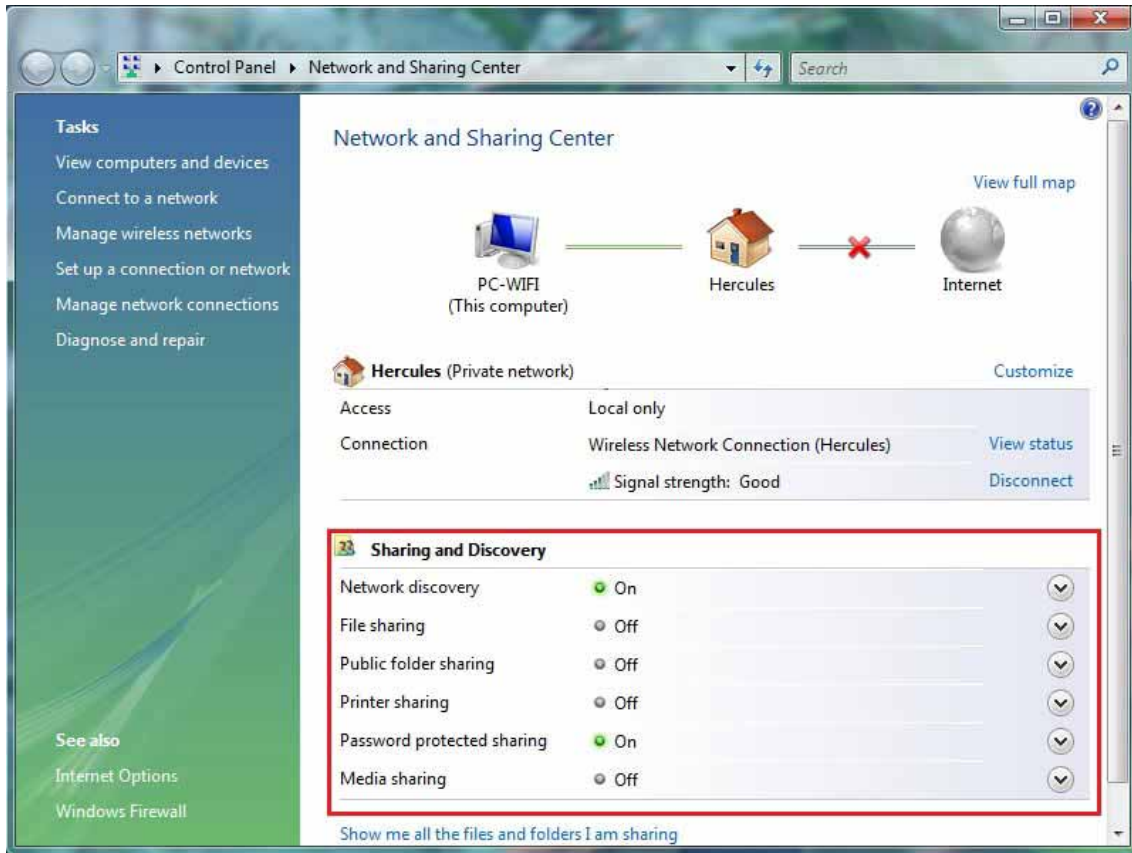 Control Panel Network and Sharing Center Search
Tasks
View computers and devices
Connect to a network
Manage wireless networks
Set up a connection or network
Manage network connections
Diagnose and repair
See also
Internet Options
Windows Firewall
Network and Sharing Center
View full map
PC-WIFI
(This computer)
Hercules
Internet
Hercules (Private network) Customize
Access Local only
Connection Wireless Network Connection (Hercules) View status
Signal strength: Good Disconnect
Sharing and Discovery
Network discovery On
File sharing Off
Public folder sharing Off
Printer sharing Off
Password protected sharing On
Media sharing Off
Show me all the files and folders I am sharing